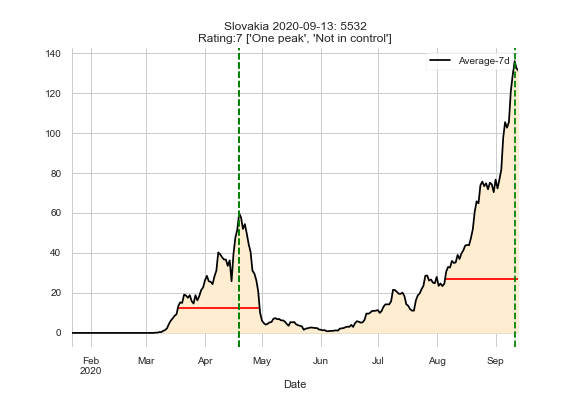 Slovakia 2020-09-13: 5532
Rating:7 ['One peak', 'Not in control']
Average-7d
140
120
100
80
60
40
20
0
Feb
2020
Mar
Apr
May
Jun
Jul
Aug
Sep
Date